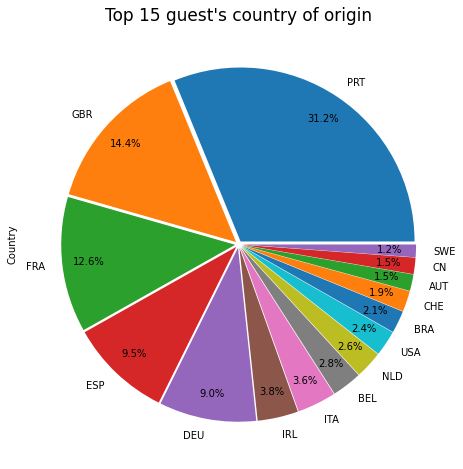 Top 15 guest's country of origin
Country
PRT
31.2%
GBR
14.4%
FRA
12.6%
ESP
9.5%
DEU
9.0%
IRL
3.8%
ITA
3.6%
BEL
2.8%
NLD
2.6%
USA
2.4%
BRA
2.1%
CHE
1.9%
AUT
1.5%
CN
1.5%
SWE
1.2%